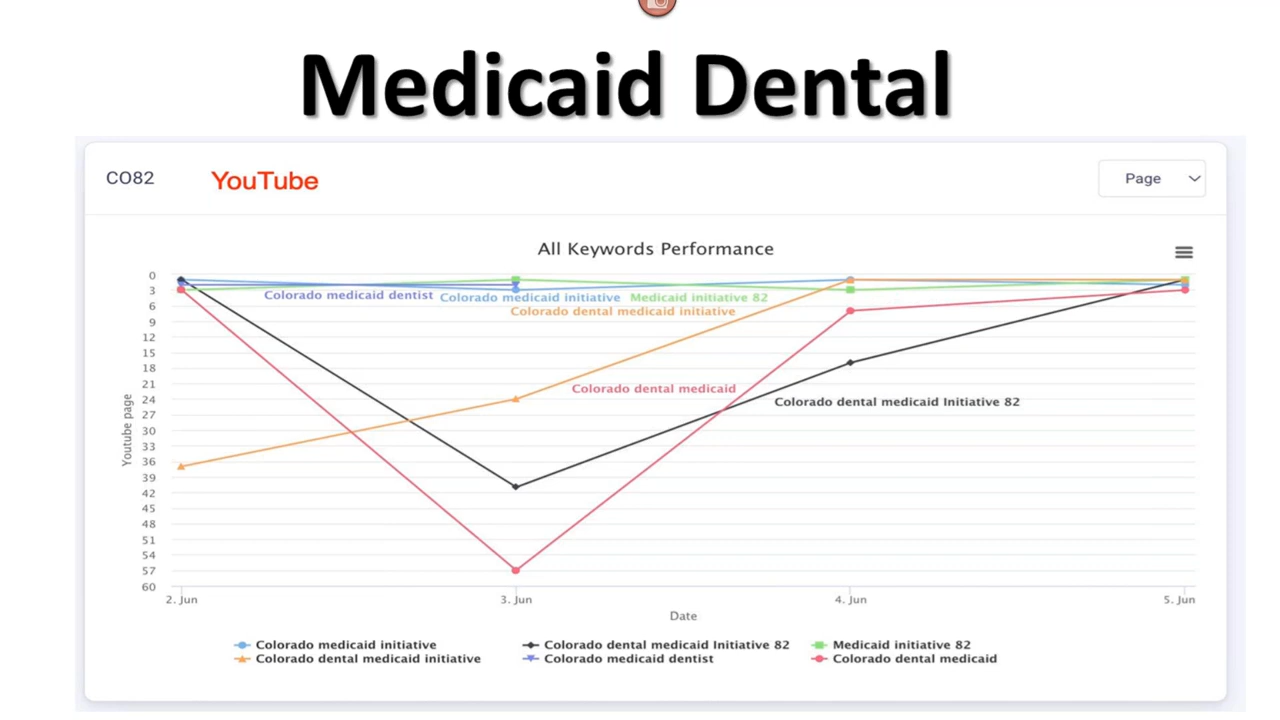 Medicaid Dental
CO82 YouTube Page
All Keywords Performance
0
3
6
9
12
15
18
21
24
27
30
33
36
39
42
45
48
51
54
57
60
Youtube page
Colorado medicaid dentist Colorado medicaid initiative Medicaid initiative 82
Colorado dental medicaid initiative
Colorado dental medicaid
Colorado dental medicaid Initiative 82
2. Jun 3. Jun 4. Jun 5. Jun
Date
Colorado medicaid initiative Colorado dental medicaid Initiative 82 Medicaid initiative 82
Colorado dental medicaid initiative Colorado medicaid dentist Colorado dental medicaid